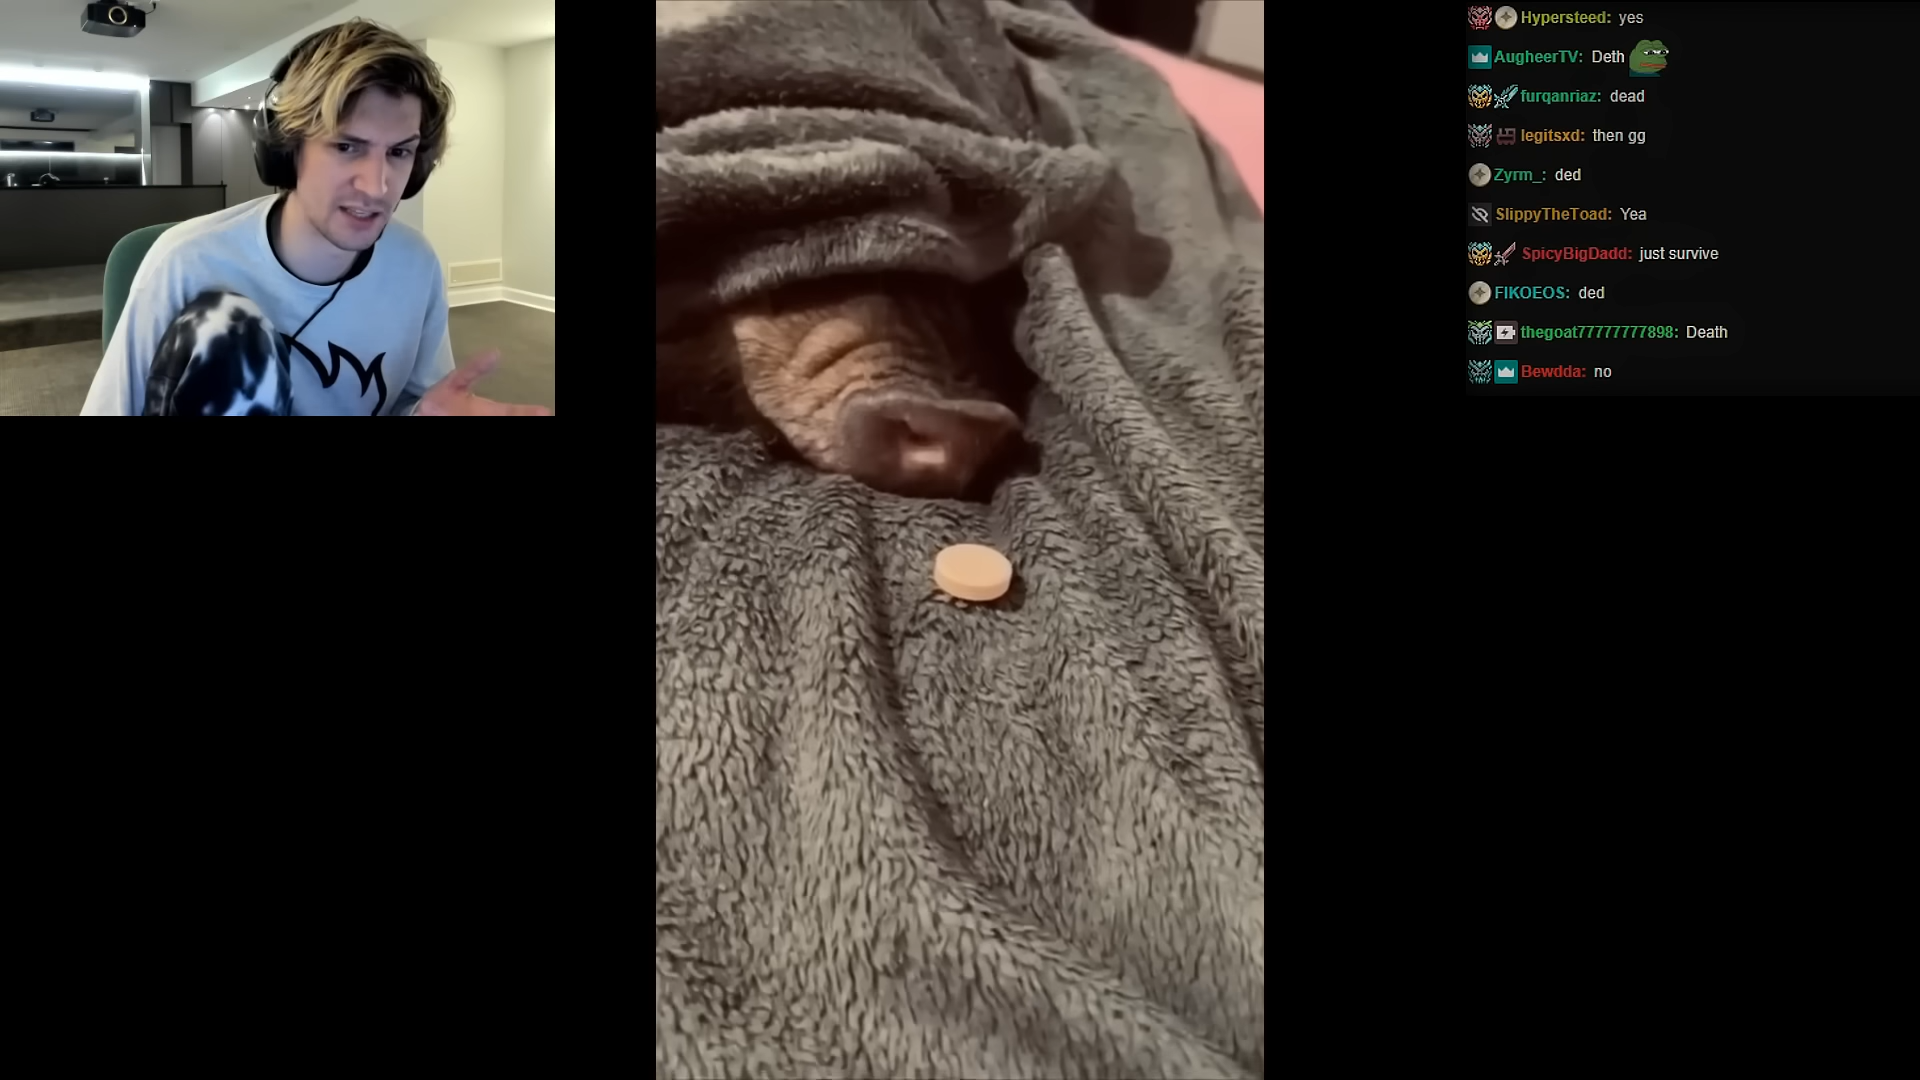 Hypersteed: yes
AugheerTV: Deth
furqanriaz: dead
legitsxd: then gg
Zyrm_: ded
SlippyTheToad: Yea
SpicyBigDadd: just survive
FIKOEOS: ded
thegoat77777777898: Death
Bewdda: no